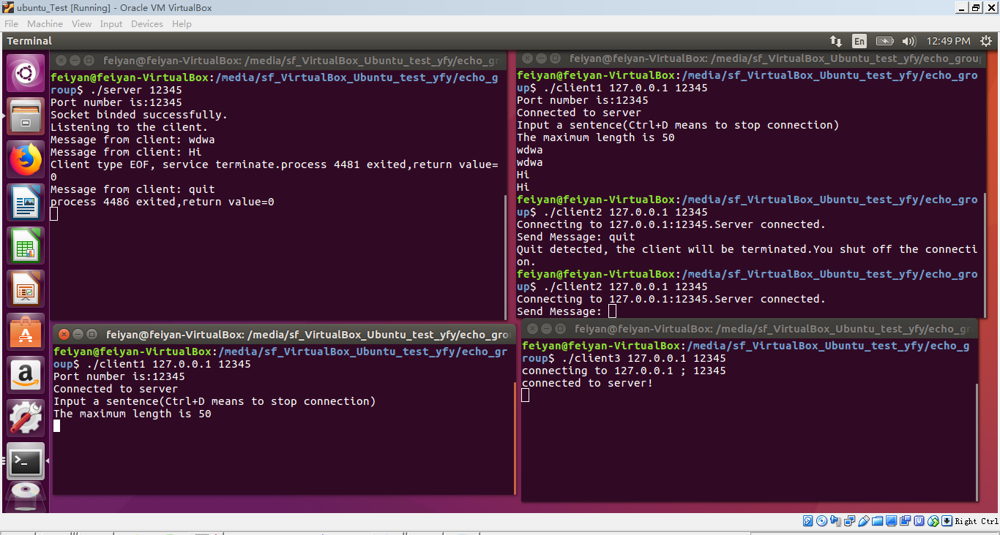 ubuntu_Test [Running] - Oracle VM VirtualBox
File Machine View Input Devices Help
Terminal
En
12:49 PM
feiyan@feiyan-VirtualBox: /media/sf_VirtualBox_Ubuntu_test_yfy/echo_gr
feiyan@feiyan-VirtualBox:/media/sf_VirtualBox_Ubuntu_test_yfy/echo_g
roup$ ./server 12345
Port number is:12345
Socket binded successfully.
Listening to the cilent.
Message from client: wdwa
Message from client: Hi
Client type EOF, service terminate.process 4481 exited,return value=
0
Message from client: quit
process 4486 exited,return value=0
feiyan@feiyan-VirtualBox: /media/sf_VirtualBox_Ubuntu_test_yfy/echo_grou
feiyan@feiyan-VirtualBox:/media/sf_VirtualBox_Ubuntu_test_yfy/echo_gro
up$ ./client1 127.0.0.1 12345
Port number is:12345
Connected to server
Input a sentence(Ctrl+D means to stop connection)
The maximum length is 50
wdwa
wdwa
Hi
Hi
feiyan@feiyan-VirtualBox:/media/sf_VirtualBox_Ubuntu_test_yfy/echo_gro
up$ ./client2 127.0.0.1 12345
Connecting to 127.0.0.1:12345.Server connected.
Send Message: quit
Quit detected, the client will be terminated.You shut off the connecti
on.
feiyan@feiyan-VirtualBox:/media/sf_VirtualBox_Ubuntu_test_yfy/echo_gro
up$ ./client2 127.0.0.1 12345
Connecting to 127.0.0.1:12345.Server connected.
Send Message:
feiyan@feiyan-VirtualBox: /media/sf_VirtualBox_Ubuntu_test_yfy/echo_gro
feiyan@feiyan-VirtualBox:/media/sf_VirtualBox_Ubuntu_test_yfy/echo_gr
oup$ ./client1 127.0.0.1 12345
Port number is:12345
Connected to server
Input a sentence(Ctrl+D means to stop connection)
The maximum length is 50
feiyan@feiyan-VirtualBox: /media/sf_VirtualBox_Ubuntu_test_yfy/echo_gr
feiyan@feiyan-VirtualBox:/media/sf_VirtualBox_Ubuntu_test_yfy/echo_g
roup$ ./client3 127.0.0.1 12345
connecting to 127.0.0.1 ; 12345
connected to server!
Right Ctrl